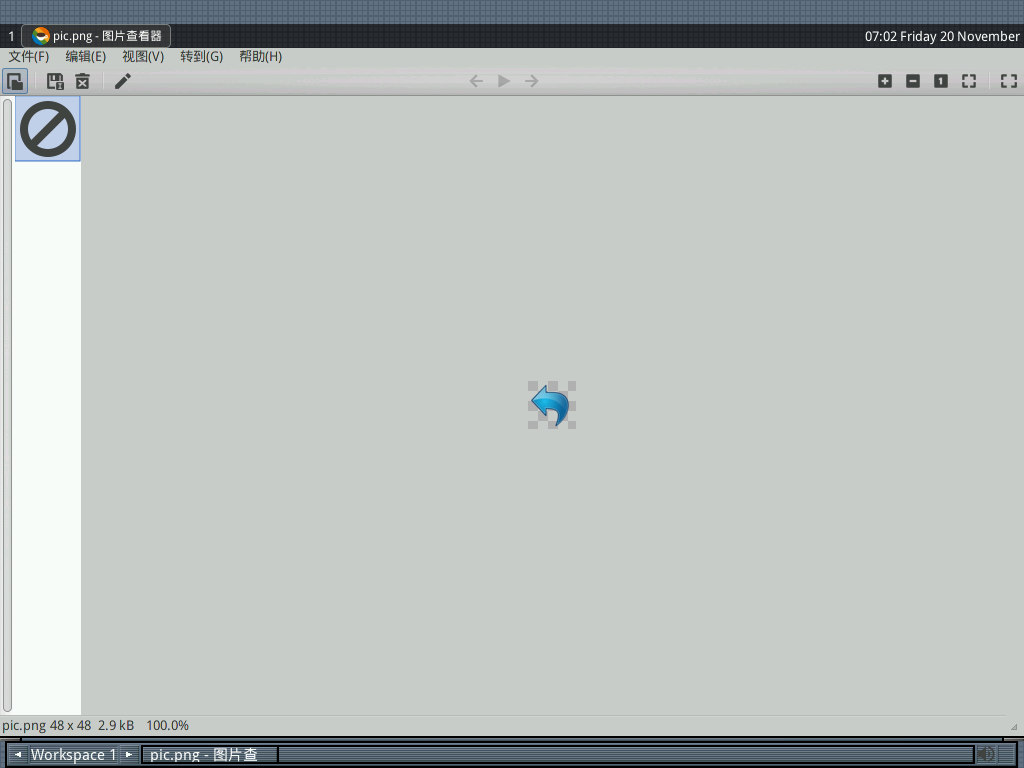 1 pic.png - 图片查看器 07:02 Friday 20 November
文件(F) 编辑(E) 视图(V) 转到(G) 帮助(H)
1
pic.png 48 x 48 2.9 kB 100.0%
Workspace 1 pic.png - 图片查